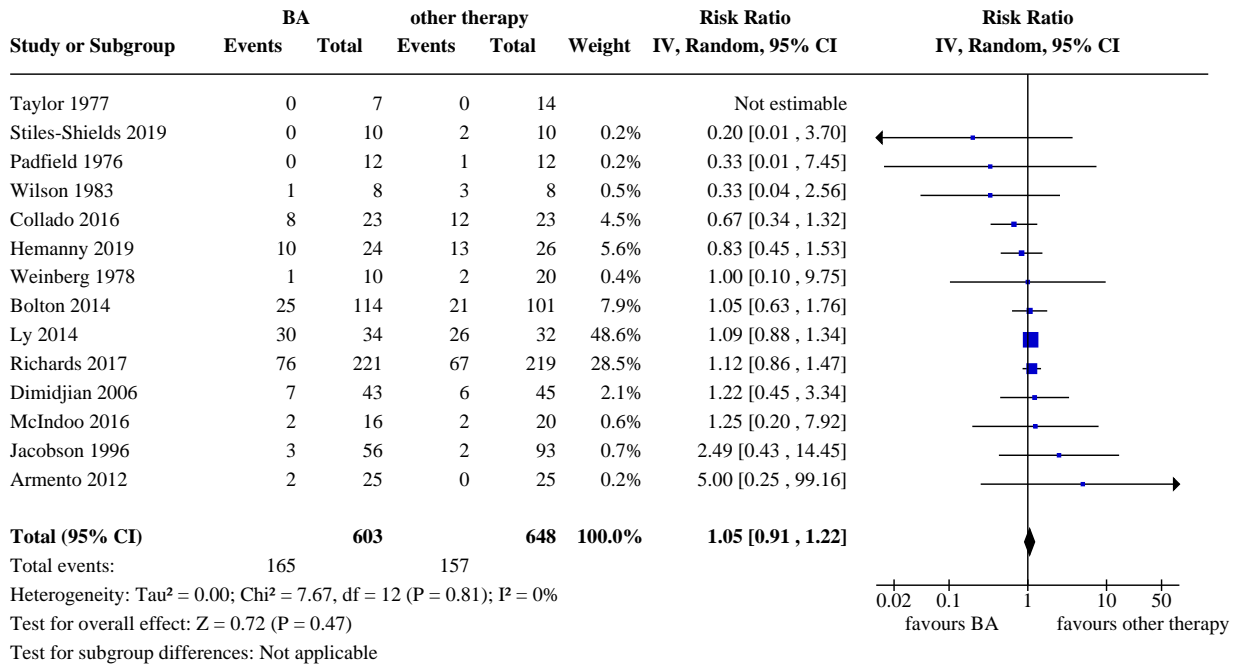 BA other therapy Risk Ratio Risk Ratio
Study or Subgroup Events Total Events Total Weight IV, Random, 95% CI IV, Random, 95% CI
Taylor 1977 0 7 0 14 Not estimable
Stiles-Shields 2019 0 10 2 10 0.2% 0.20 [0.01 , 3.70]
Padfield 1976 0 12 1 12 0.2% 0.33 [0.01 , 7.45]
Wilson 1983 1 8 3 8 0.5% 0.33 [0.04 , 2.56]
Collado 2016 8 23 12 23 4.5% 0.67 [0.34 , 1.32]
Hemanny 2019 10 24 13 26 5.6% 0.83 [0.45 , 1.53]
Weinberg 1978 1 10 2 20 0.4% 1.00 [0.10 , 9.75]
Bolton 2014 25 114 21 101 7.9% 1.05 [0.63 , 1.76]
Ly 2014 30 34 26 32 48.6% 1.09 [0.88 , 1.34]
Richards 2017 76 221 67 219 28.5% 1.12 [0.86 , 1.47]
Dimidjian 2006 7 43 6 45 2.1% 1.22 [0.45 , 3.34]
McIndoo 2016 2 16 2 20 0.6% 1.25 [0.20 , 7.92]
Jacobson 1996 3 56 2 93 0.7% 2.49 [0.43 , 14.45]
Armento 2012 2 25 0 25 0.2% 5.00 [0.25 , 99.16]
Total (95% CI) 603 648 100.0% 1.05 [0.91 , 1.22]
Total events: 165 157
Heterogeneity: Tau² = 0.00; Chi² = 7.67, df = 12 (P = 0.81); I² = 0%
0.02 0.1 1 10 50
Test for overall effect: Z = 0.72 (P = 0.47)
favours BA favours other therapy
Test for subgroup differences: Not applicable